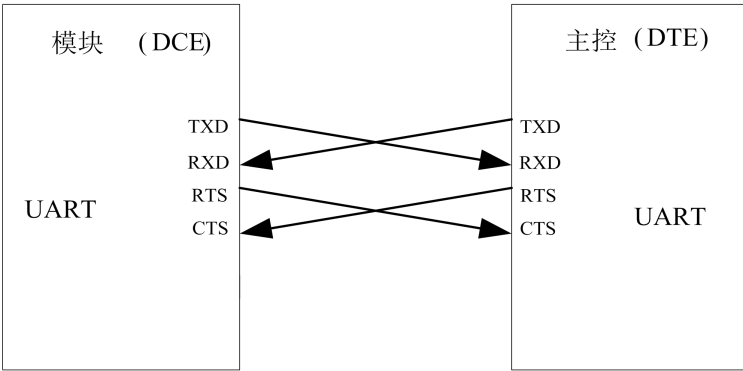 模块 (DCE)
主控 (DTE)
TXD
RXD
RTS
CTS
UART
TXD
RXD
RTS
CTS
UART